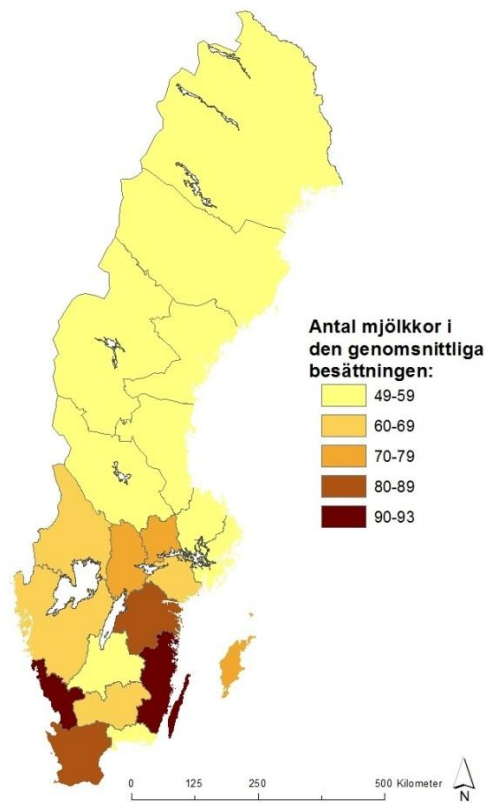 Antal mjölkkor i
den genomsnittliga
besättningen:
49-59
60-69
70-79
80-89
90-93
0 125 250 500 Kilometer
N